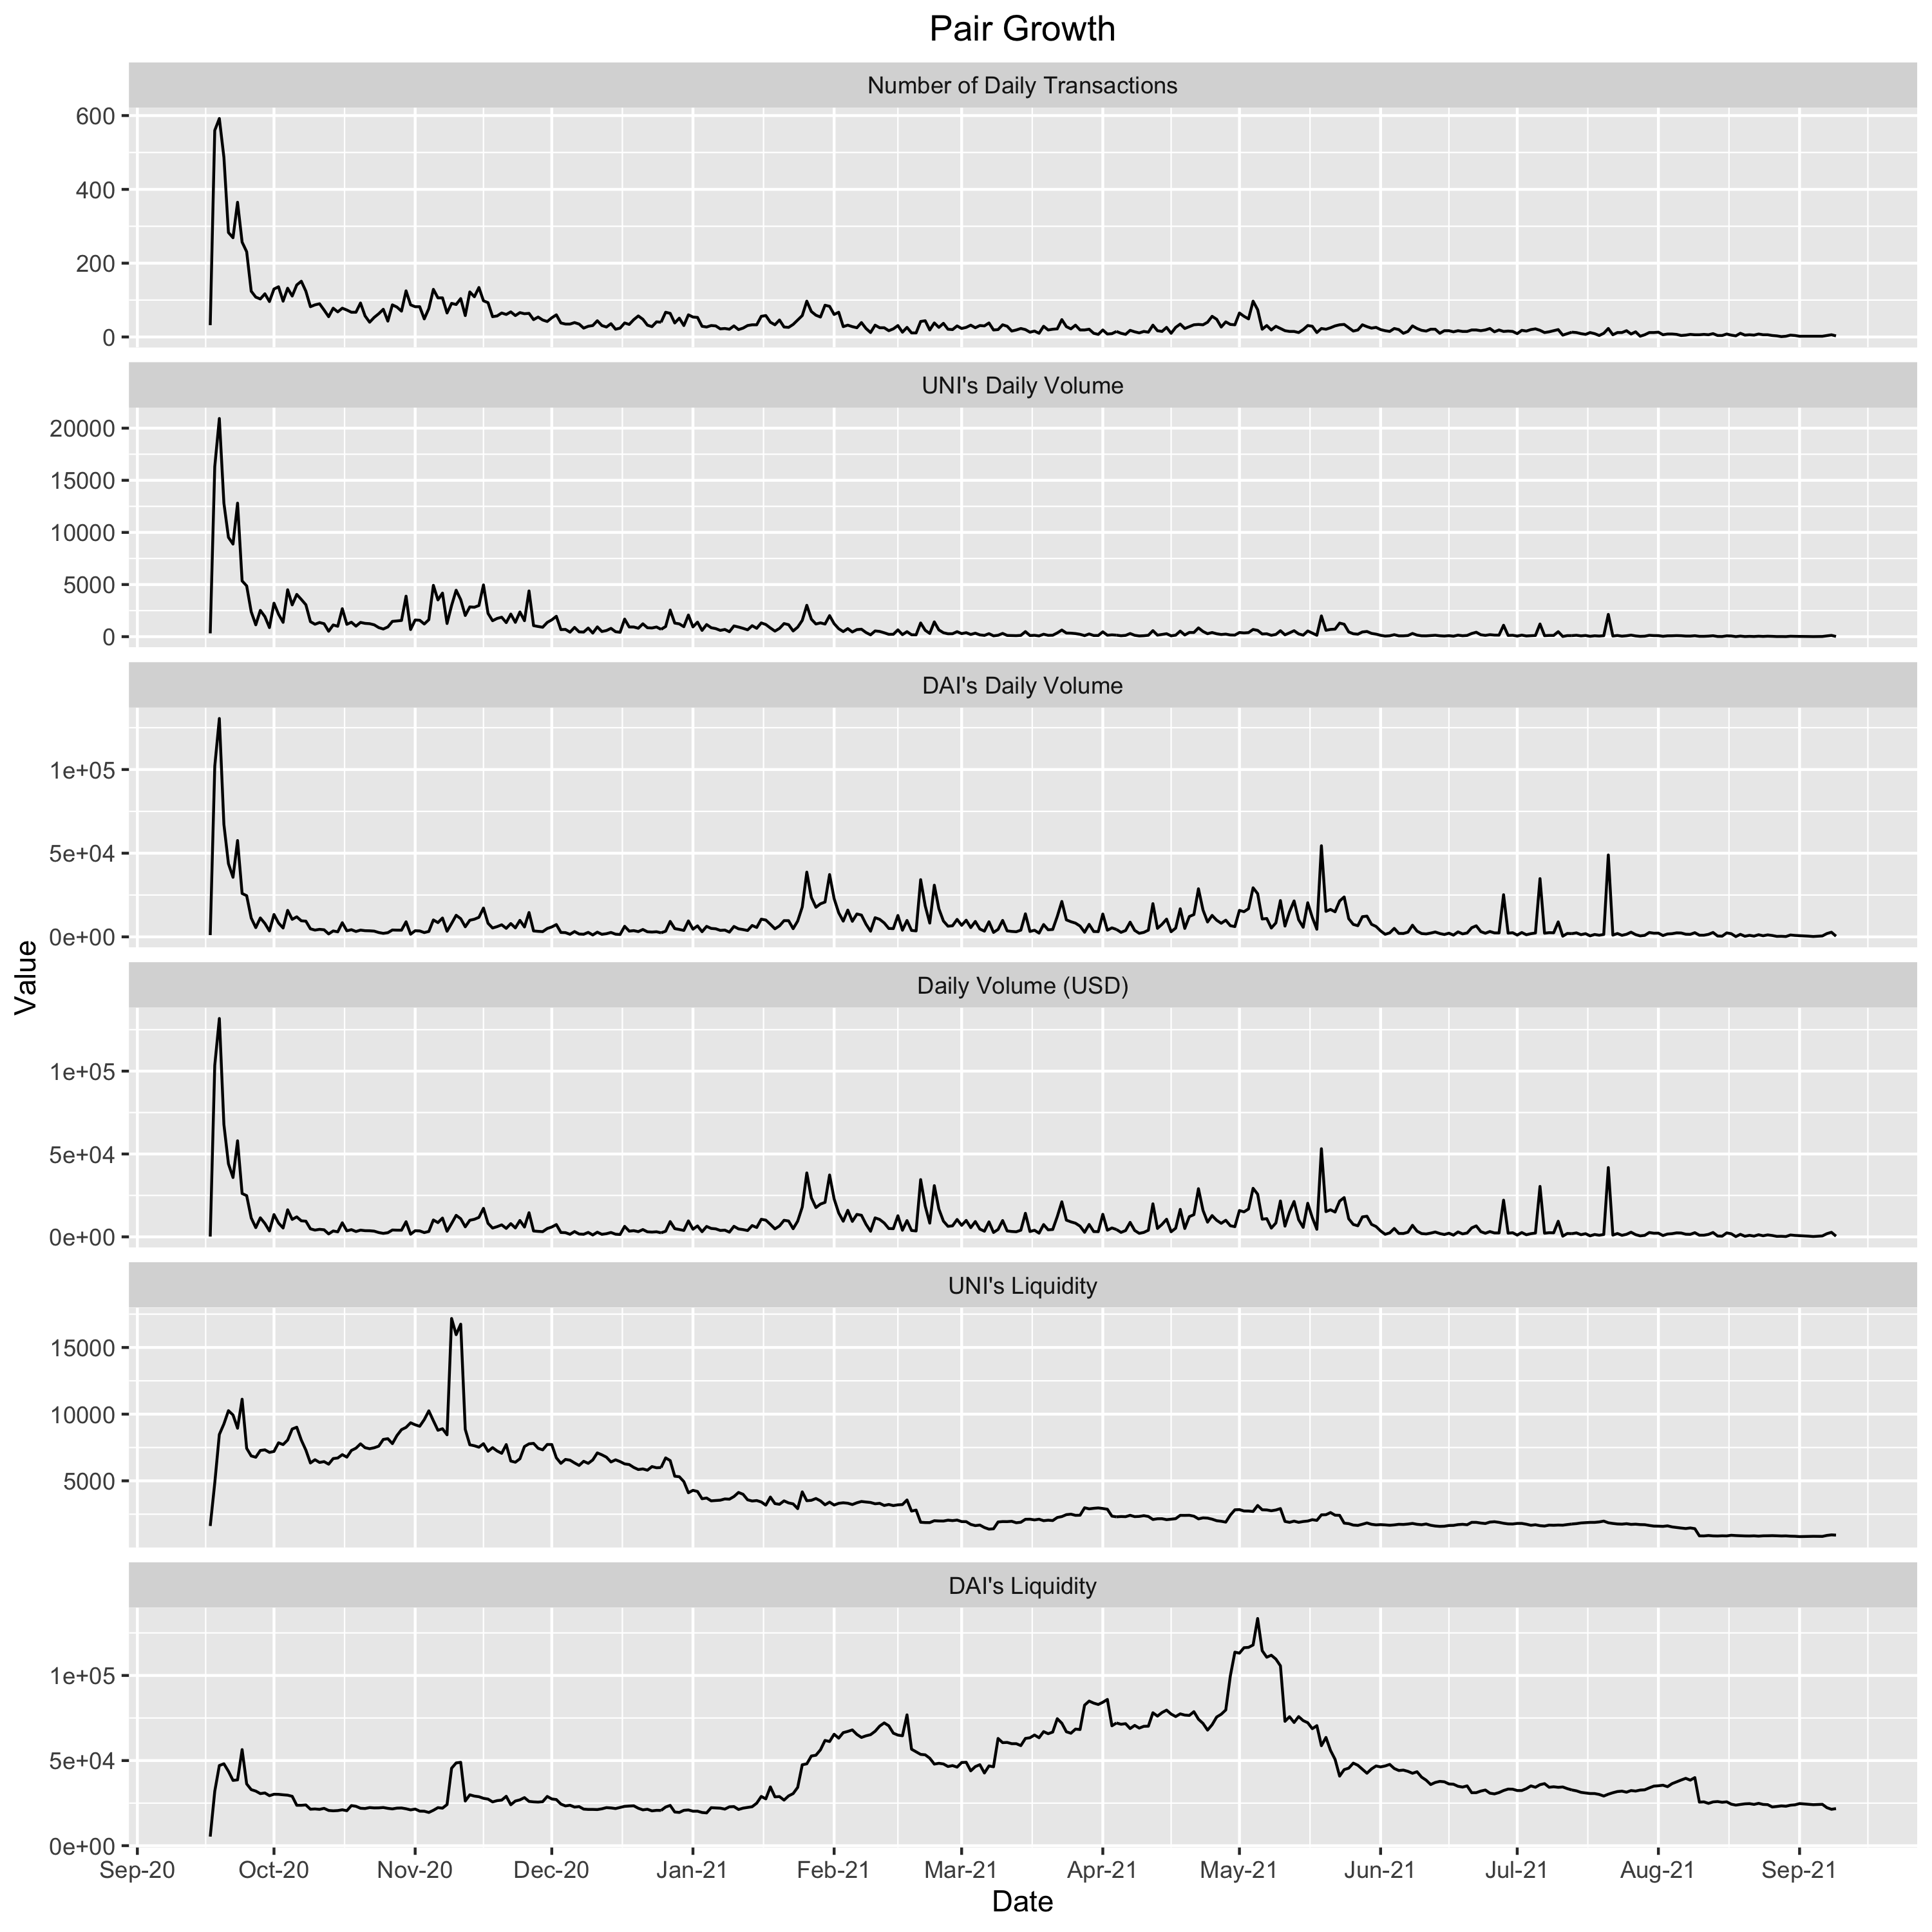 Pair Growth
Number of Daily Transactions
600
400
200
0
UNI's Daily Volume
20000
15000
10000
5000
0
DAI's Daily Volume
1e+05
5e+04
0e+00
Daily Volume (USD)
1e+05
5e+04
0e+00
UNI's Liquidity
15000
10000
5000
DAI's Liquidity
1e+05
5e+04
0e+00
Value
Sep-20 Oct-20 Nov-20 Dec-20 Jan-21 Feb-21 Mar-21 Apr-21 May-21 Jun-21 Jul-21 Aug-21 Sep-21
Date